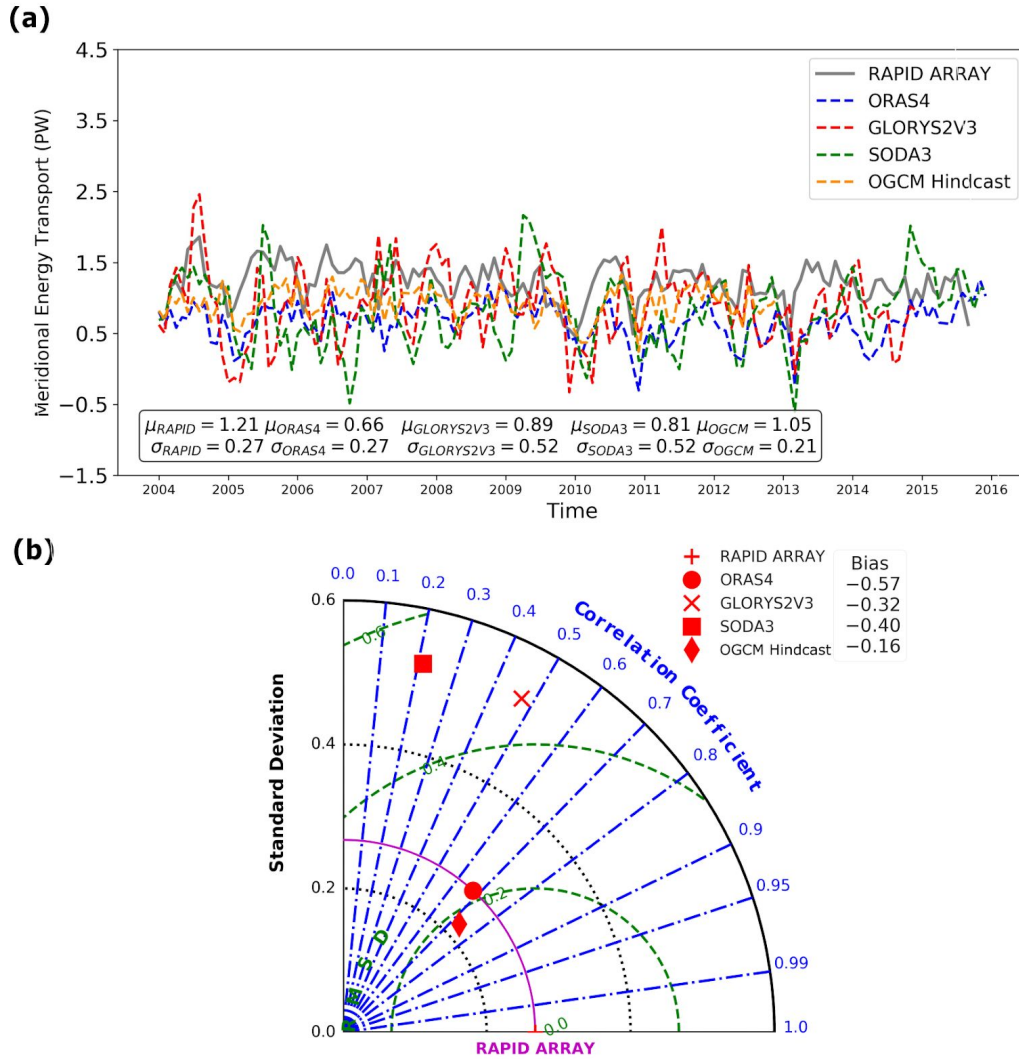 (a)
4.5
3.5
2.5
1.5
0.5
−0.5
−1.5
Meridional Energy Transport (PW)
RAPID ARRAY
ORAS4
GLORYS2V3
SODA3
OGCM Hindcast
μRAPID = 1.21 μORAS4 = 0.66 μGLORYS2V3 = 0.89 μSODA3 = 0.81 μOGCM = 1.05
σRAPID = 0.27 σORAS4 = 0.27 σGLORYS2V3 = 0.52 σSODA3 = 0.52 σOGCM = 0.21
2004 2005 2006 2007 2008 2009 2010 2011 2012 2013 2014 2015 2016
Time
(b)
RAPID ARRAY
ORAS4
GLORYS2V3
SODA3
OGCM Hindcast
Bias
−0.57
−0.32
−0.40
−0.16
0.0 0.1 0.2 0.3 0.4 0.5 0.6 0.7 0.8 0.9 0.95 0.99 1.0
Correlation Coefficient
0.6
0.4
0.2
0.0
Standard Deviation
0.6
0.4
0.2
0.0
S D
RAPID ARRAY